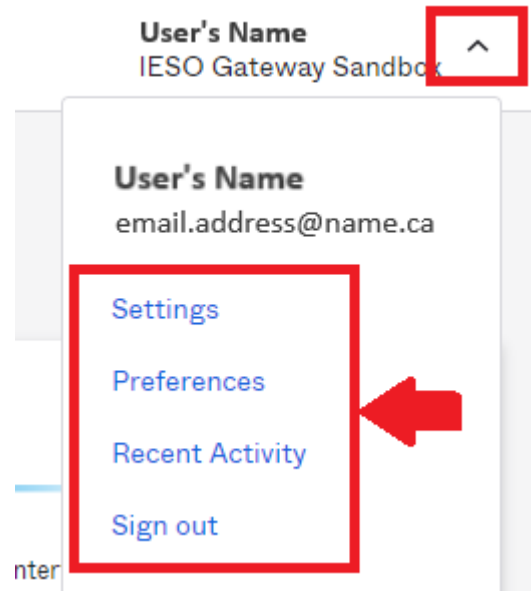 User's Name
IESO Gateway Sandbox
User's Name
email.address@name.ca
Settings
Preferences
Recent Activity
Sign out
nter